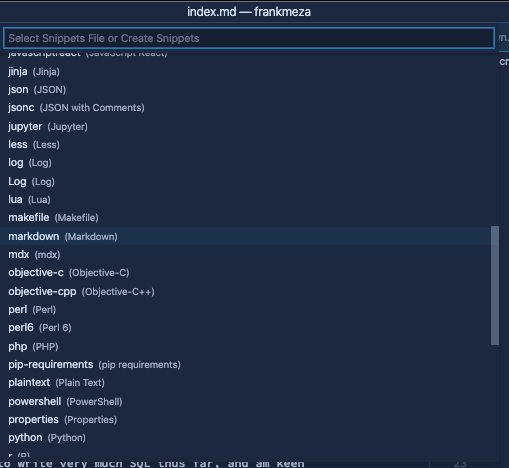 index.md — frankmeza
Select Snippets File or Create Snippets
javascriptreact (JavaScript React)
jinja (Jinja)
json (JSON)
jsonc (JSON with Comments)
jupyter (Jupyter)
less (Less)
log (Log)
Log (Log)
lua (Lua)
makefile (Makefile)
markdown (Markdown)
mdx (mdx)
objective-c (Objective-C)
objective-cpp (Objective-C++)
perl (Perl)
perl6 (Perl 6)
php (PHP)
pip-requirements (pip requirements)
plaintext (Plain Text)
powershell (PowerShell)
properties (Properties)
python (Python)
r (R)
to write very much SQL thus far, and am keen
23